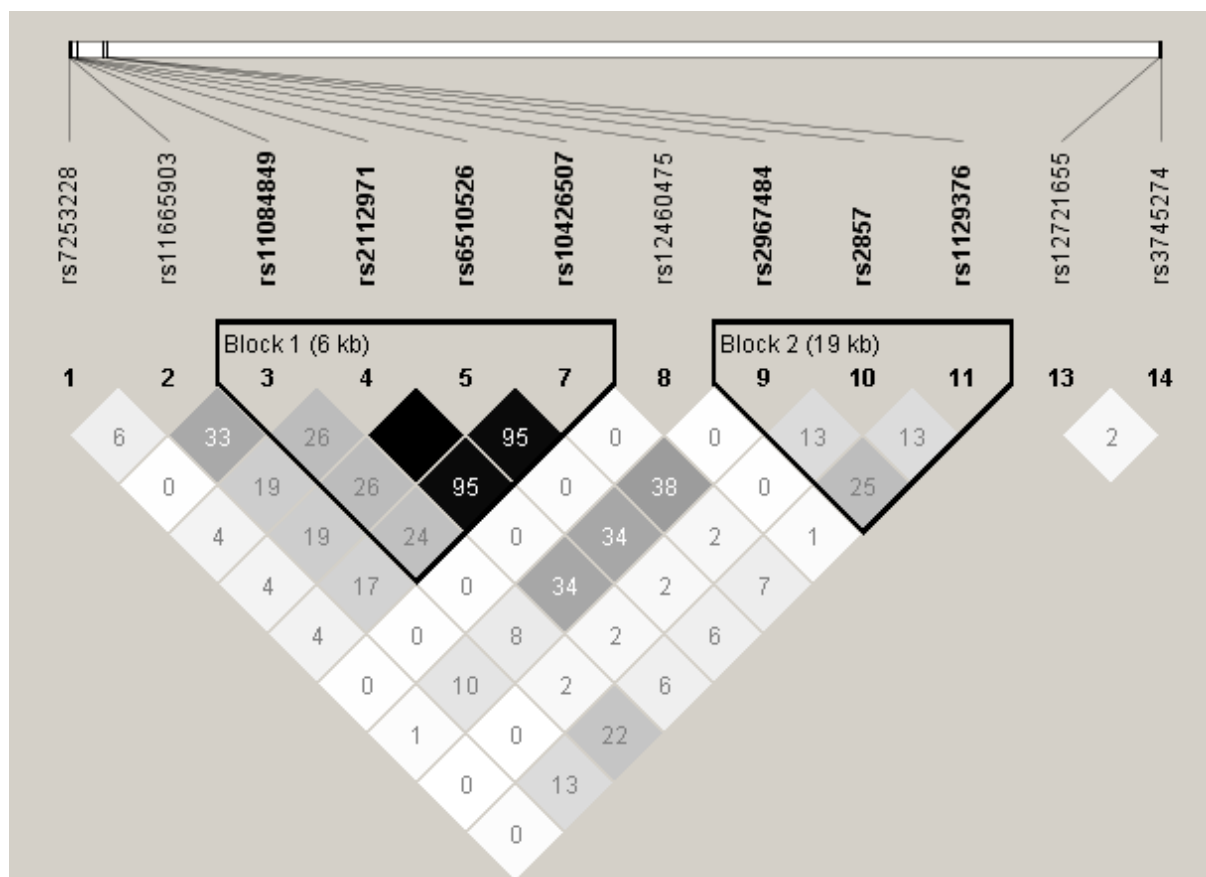 rs7253228
rs11665903
rs11084849
rs2112971
rs6510526
rs10426507
rs12460475
rs2967484
rs2857
rs1129376
rs12721655
rs3745274
Block 1 (6 kb) Block 2 (19 kb)
1 2 3 4 5 7 8 9 10 11 13 14
6 33 26 95 0 0 13 13 2
0 19 26 95 0 38 0 25
4 19 24 0 34 2 1
4 17 0 34 2 7
4 0 8 2 6
0 10 2 6
1 0 22
0 13
0